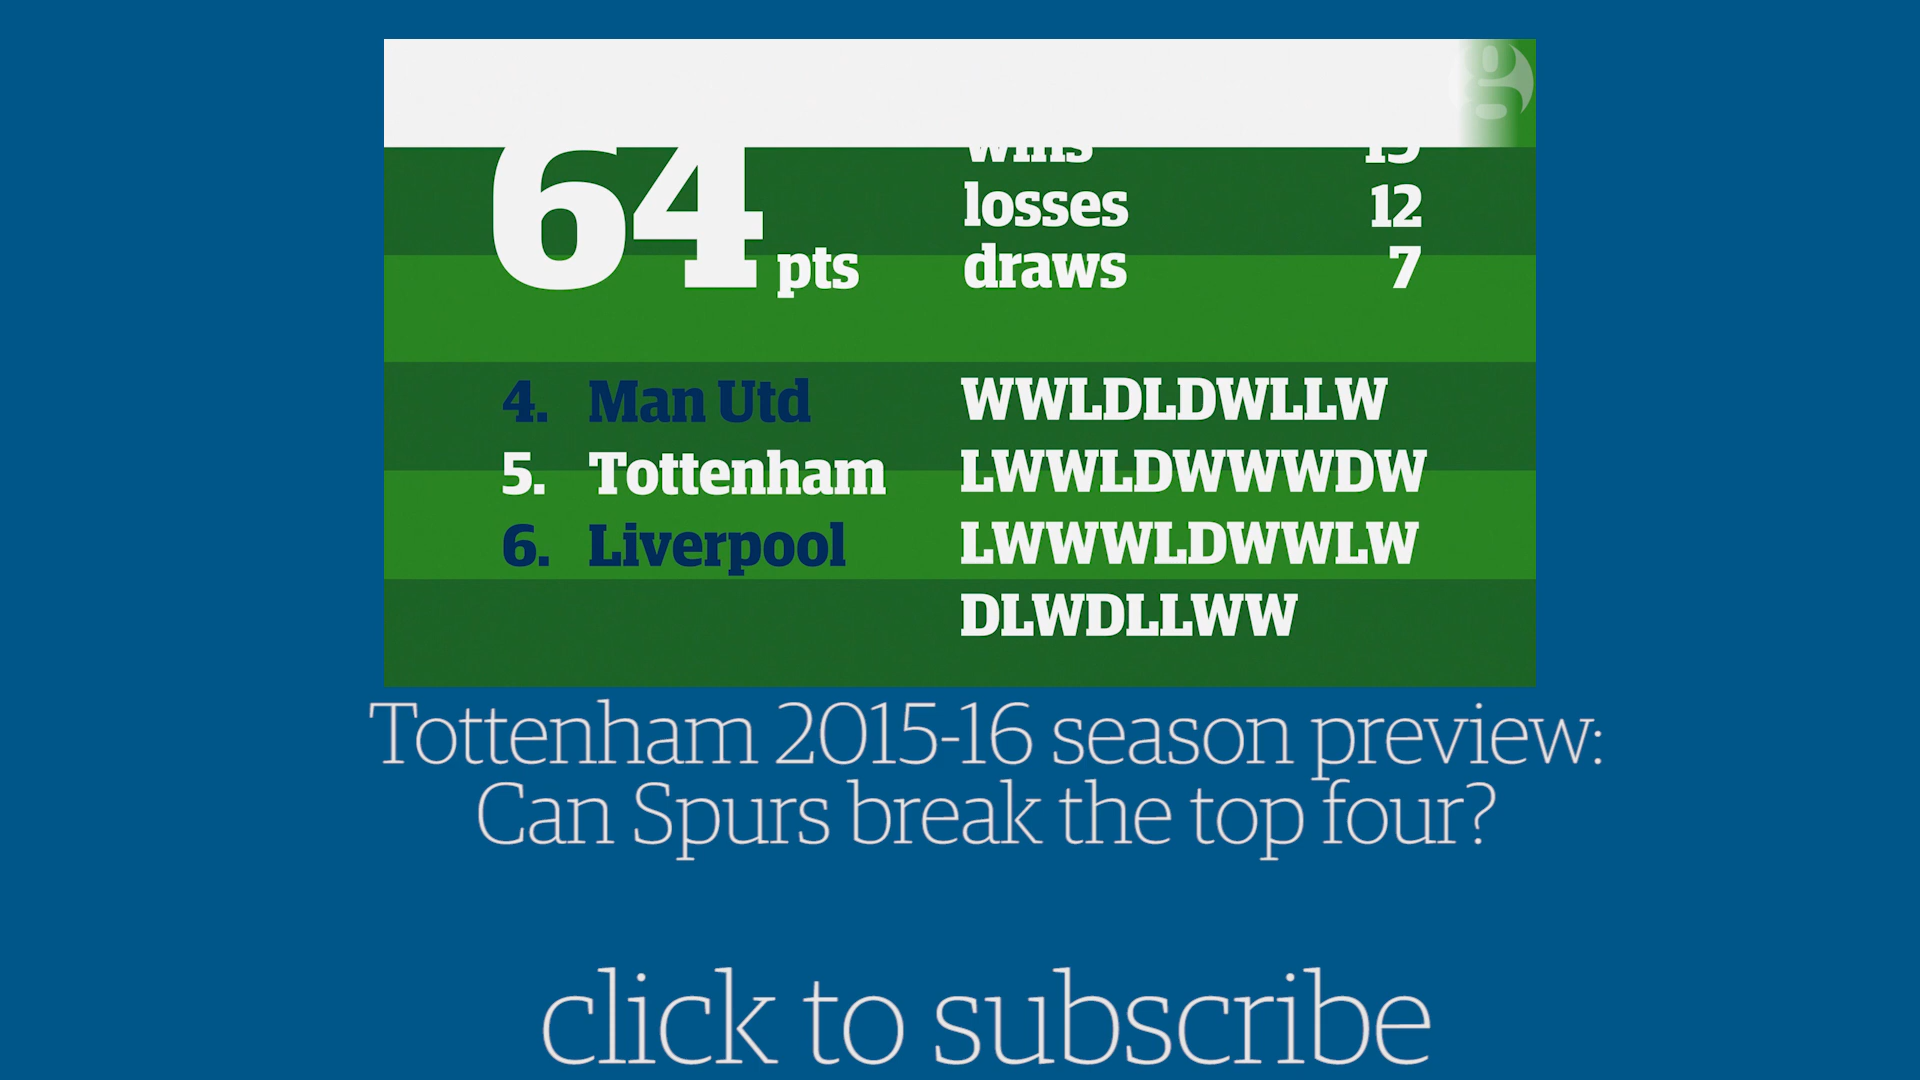 g
64 pts
wins
losses 12
draws 7
4. Man Utd WWLDLDWLLW
5. Tottenham LWWLDWWWDW
6. Liverpool LWWWLDWWLW
DLWDLLWW
Tottenham 2015-16 season preview:
Can Spurs break the top four?
click to subscribe